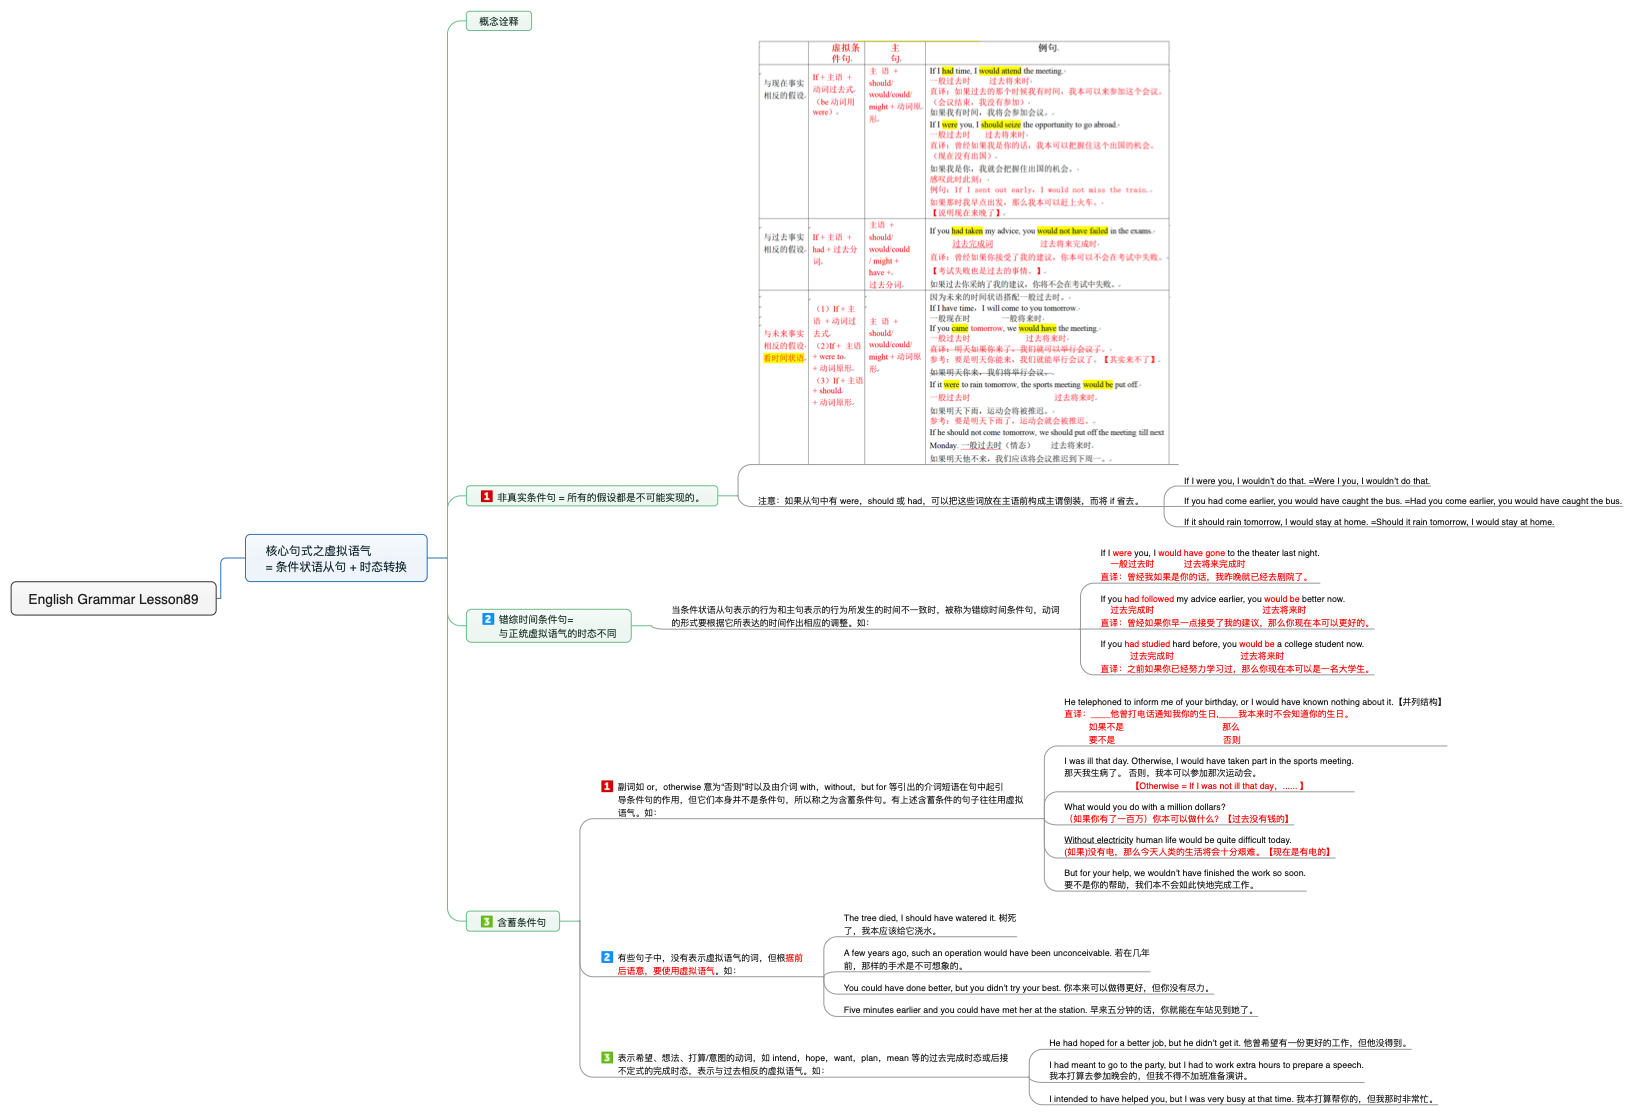 概念诠释
虚拟条件句
主句
例句
与现在事实相反的假设
If + 主语 + 动词过去式（be 动词用 were）
主 语 + should/would/could/might + 动词原形
If I had time, I would attend the meeting.
一般过去时 过去将来时
直译：如果过去的那个时候我有时间，我本可以来参加这个会议。
（会议结束，我没有参加）
如果我有时间，我将会参加会议。
If I were you, I should seize the opportunity to go abroad.
一般过去时 过去将来时
直译：曾经如果我是你的话，我本可以把握住这个出国的机会。
（现在没有出国）
如果我是你，我就会把握住出国的机会。
感叹此时此刻：
例句：If I sent out early, I would not miss the train.
如果那时我早点出发，那么我本可以赶上火车。
【说明现在来晚了】
与过去事实相反的假设
If + 主语 + had + 过去分词
主语 + should/would/could / might + have + 过去分词
If you had taken my advice, you would not have failed in the exams.
过去完成词 过去将来完成时
直译：曾经如果你接受了我的建议，你本可以不会在考试中失败。
【考试失败也是过去的事情。】
如果过去你采纳了我的建议，你将不会在考试中失败。
与未来事实相反的假设
看时间状语
（1）If + 主语 + 动词过去式
（2)If + 主语 + were to + 动词原形
（3）If + 主语 + should + 动词原形
主 语 + should/would/could/might + 动词原形
因为未来的时间状语搭配一般过去时。
If I have time, I will come to you tomorrow.
一般现在时 一般将来时
If you came tomorrow, we would have the meeting.
一般过去时 过去将来时
直译：明天如果你来了，我们就可以举行会议了。
参考：要是明天你能来，我们就能举行会议了。【其实来不了】
如果明天你来，我们将举行会议。
If it were to rain tomorrow, the sports meeting would be put off.
一般过去时 过去将来时
如果明天下雨，运动会将被推迟。
参考：要是明天下雨了，运动会就会被推迟。
If he should not come tomorrow, we should put off the meeting till next
Monday. 一般过去时（情态） 过去将来时
如果明天他不来，我们应该将会议推迟到下周一。
1 非真实条件句 = 所有的假设都是不可能实现的。
注意：如果从句中有 were，should 或 had，可以把这些词放在主语前构成主谓倒装，而将 if 省去。
If I were you, I wouldn't do that. =Were I you, I wouldn't do that.
If you had come earlier, you would have caught the bus. =Had you come earlier, you would have caught the bus.
If it should rain tomorrow, I would stay at home. =Should it rain tomorrow, I would stay at home.
English Grammar Lesson89
核心句式之虚拟语气
= 条件状语从句 + 时态转换
2 错综时间条件句=
与正统虚拟语气的时态不同
当条件状语从句表示的行为和主句表示的行为所发生的时间不一致时，被称为错综时间条件句，动词
的形式要根据它所表达的时间作出相应的调整。如：
If I were you, I would have gone to the theater last night.
一般过去时 过去将来完成时
直译：曾经我如果是你的话，我昨晚就已经去剧院了。
If you had followed my advice earlier, you would be better now.
过去完成时 过去将来时
直译：曾经如果你早一点接受了我的建议，那么你现在本可以更好的。
If you had studied hard before, you would be a college student now.
过去完成时 过去将来时
直译：之前如果你已经努力学习过，那么你现在本可以是一名大学生。
3 含蓄条件句
1 副词如 or，otherwise 意为“否则”时以及由介词 with，without，but for 等引出的介词短语在句中起引
导条件句的作用，但它们本身并不是条件句，所以称之为含蓄条件句。有上述含蓄条件的句子往往用虚拟
语气。如：
He telephoned to inform me of your birthday, or I would have known nothing about it.【并列结构】
直译：____他曾打电话通知我你的生日,____我本来时不会知道你的生日。
如果不是 那么
要不是 否则
I was ill that day. Otherwise, I would have taken part in the sports meeting.
那天我生病了。 否则，我本可以参加那次运动会。
【Otherwise = If I was not ill that day，...... 】
What would you do with a million dollars?
（如果你有了一百万）你本可以做什么？【过去没有钱的】
Without electricity human life would be quite difficult today.
(如果)没有电，那么今天人类的生活将会十分艰难。【现在是有电的】
But for your help, we wouldn't have finished the work so soon.
要不是你的帮助，我们本不会如此快地完成工作。
2 有些句子中，没有表示虚拟语气的词，但根据前
后语意，要使用虚拟语气。如：
The tree died, I should have watered it. 树死
了，我本应该给它浇水。
A few years ago, such an operation would have been unconceivable. 若在几年
前，那样的手术是不可想象的。
You could have done better, but you didn't try your best. 你本来可以做得更好，但你没有尽力。
Five minutes earlier and you could have met her at the station. 早来五分钟的话，你就能在车站见到她了。
3 表示希望、想法、打算/意图的动词，如 intend，hope，want，plan，mean 等的过去完成时态或后接
不定式的完成时态，表示与过去相反的虚拟语气。如：
He had hoped for a better job, but he didn't get it. 他曾希望有一份更好的工作，但他没得到。
I had meant to go to the party, but I had to work extra hours to prepare a speech.
我本打算去参加晚会的，但我不得不加班准备演讲。
I intended to have helped you, but I was very busy at that time. 我本打算帮你的，但我那时非常忙。